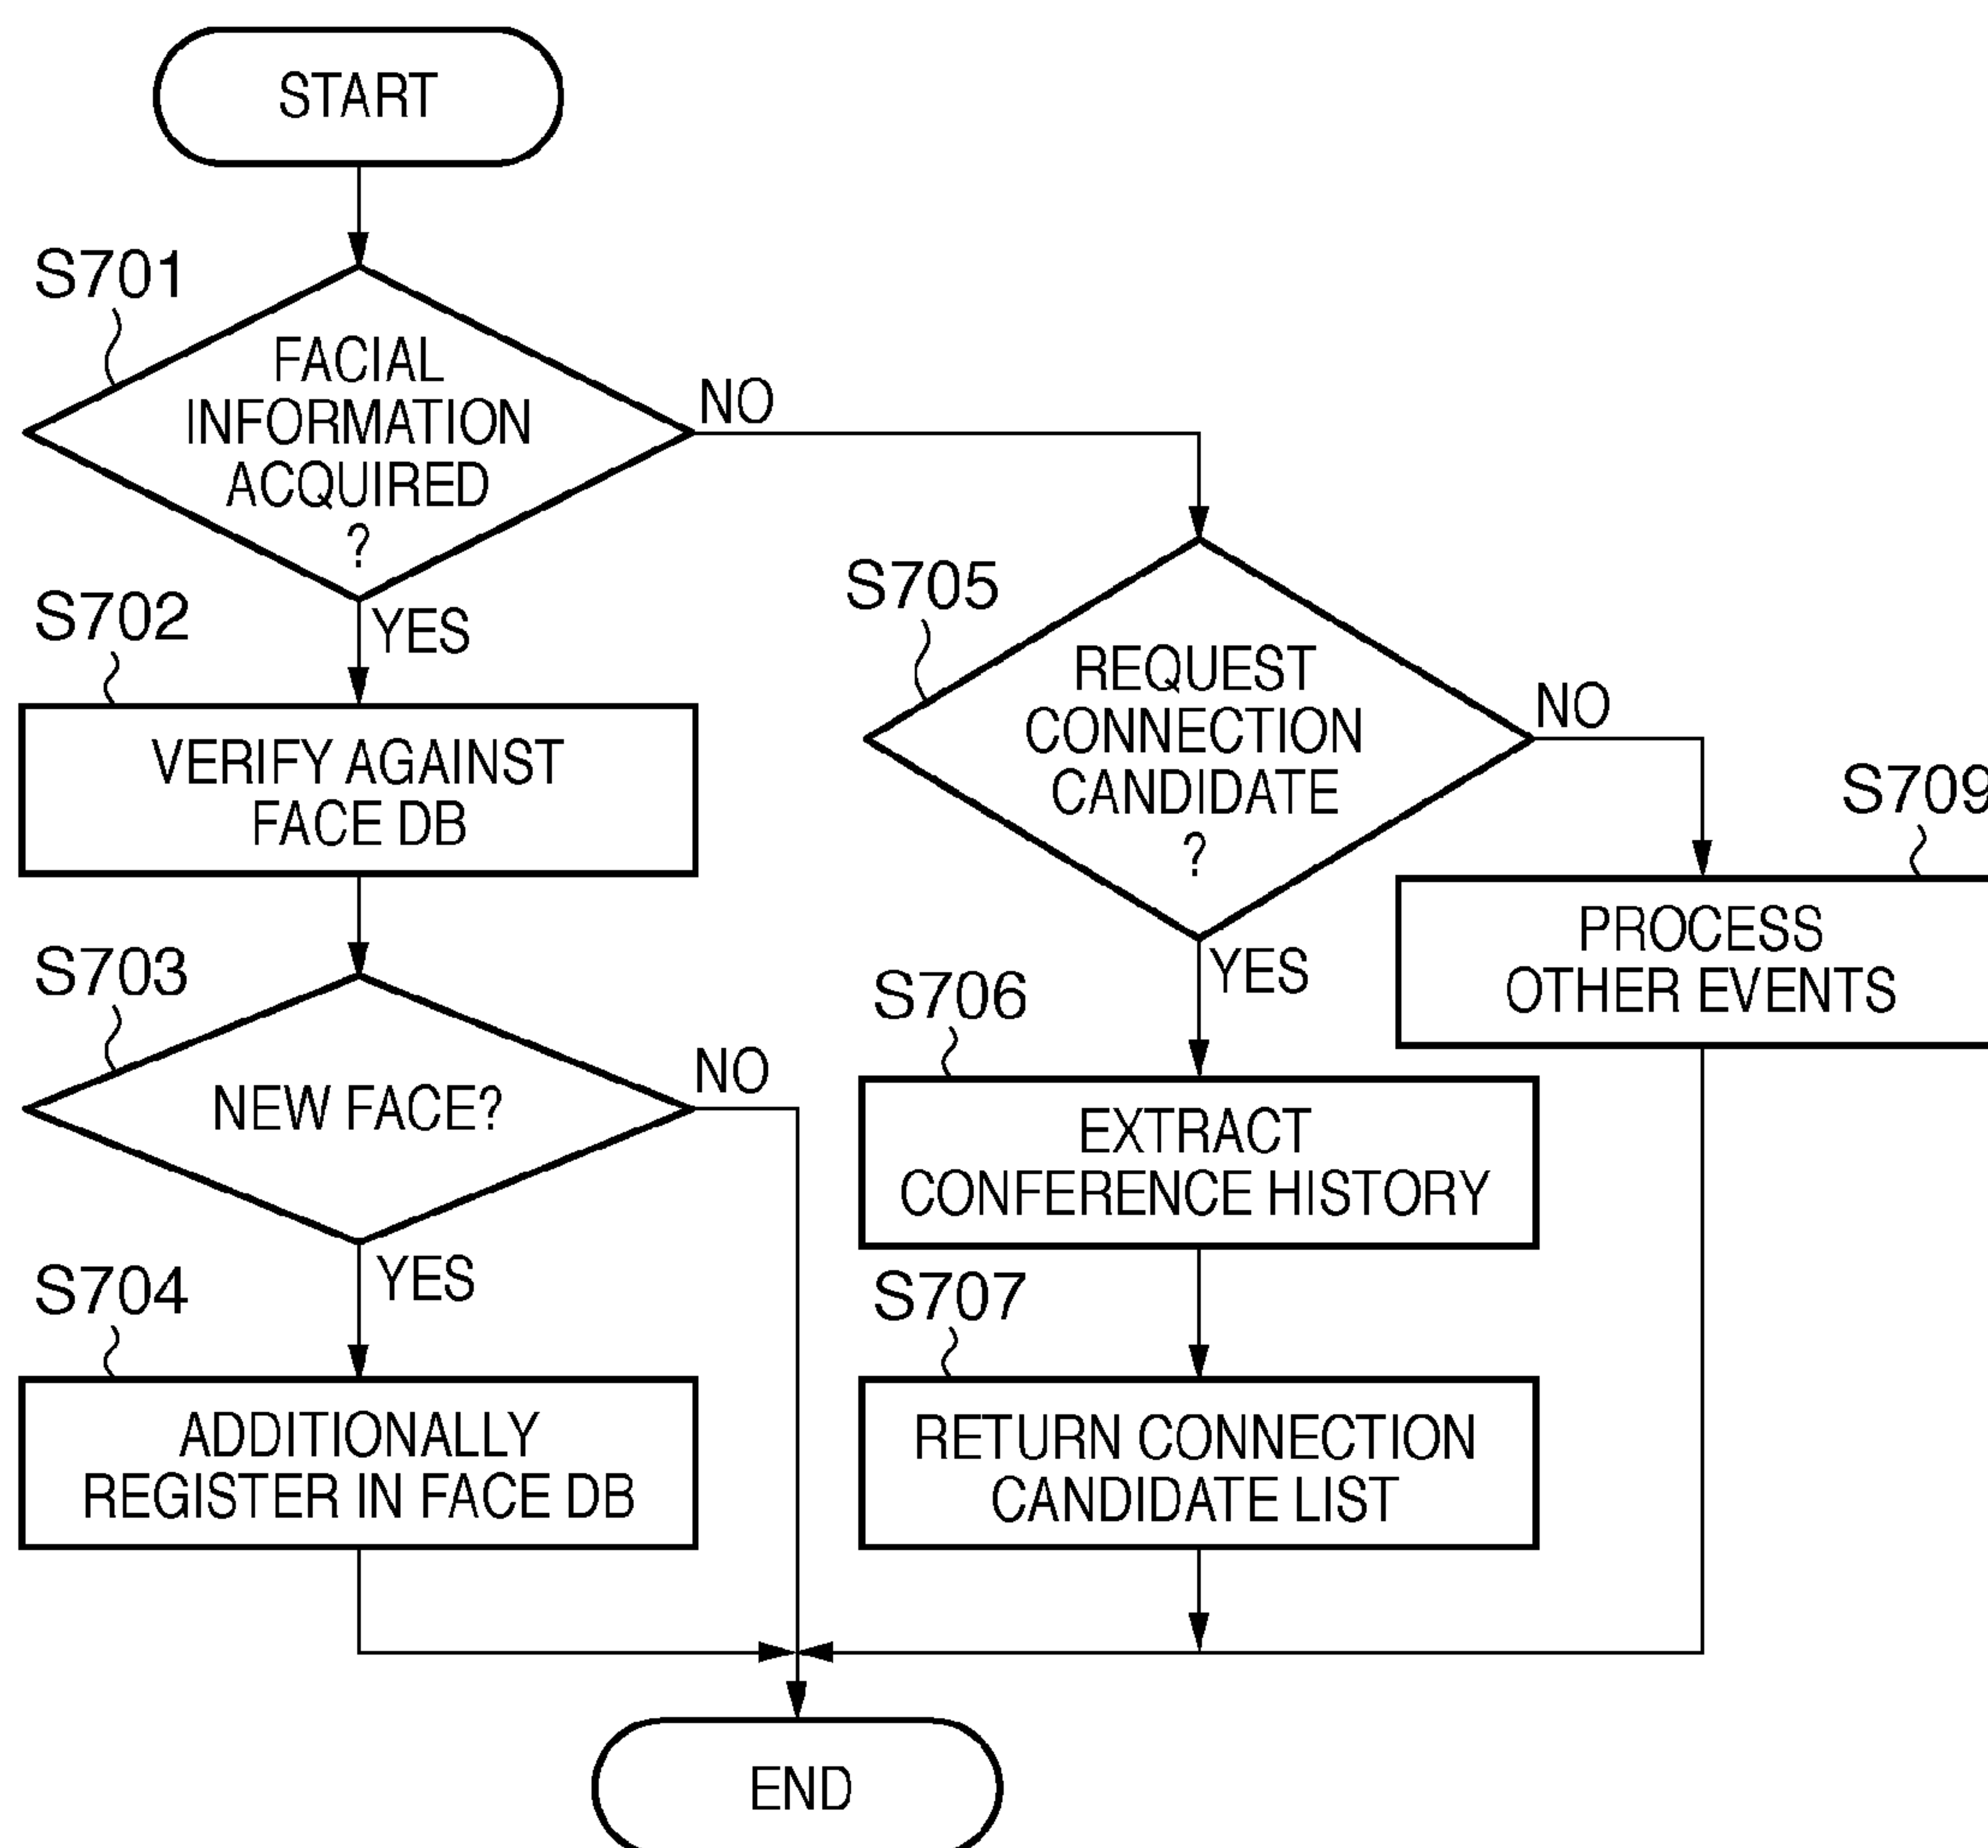 START
S701
FACIAL
INFORMATION
ACQUIRED
?
NO
YES
S702
VERIFY AGAINST
FACE DB
S703
NEW FACE?
NO
YES
S704
ADDITIONALLY
REGISTER IN FACE DB
S705
REQUEST
CONNECTION
CANDIDATE
?
NO
YES
S709
PROCESS
OTHER EVENTS
S706
EXTRACT
CONFERENCE HISTORY
S707
RETURN CONNECTION
CANDIDATE LIST
END